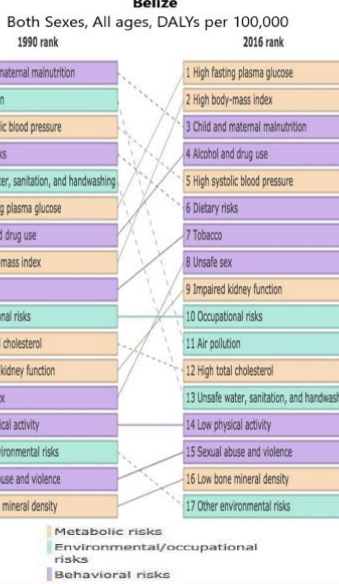 Belize
Both Sexes, All ages, DALYs per 100,000
1990 rank
2016 rank
maternal malnutrition
1 High fasting plasma glucose
n
2 High body-mass index
ic blood pressure
3 Child and maternal malnutrition
ks
4 Alcohol and drug use
ter, sanitation, and handwashing
5 High systolic blood pressure
g plasma glucose
6 Dietary risks
d drug use
7 Tobacco
mass index
8 Unsafe sex
9 Impaired kidney function
nal risks
10 Occupational risks
cholesterol
11 Air pollution
kidney function
12 High total cholesterol
x
13 Unsafe water, sanitation, and handwash
cal activity
14 Low physical activity
ironmental risks
15 Sexual abuse and violence
use and violence
16 Low bone mineral density
mineral density
17 Other environmental risks
Metabolic risks
Environmental/occupational
risks
Behavioral risks